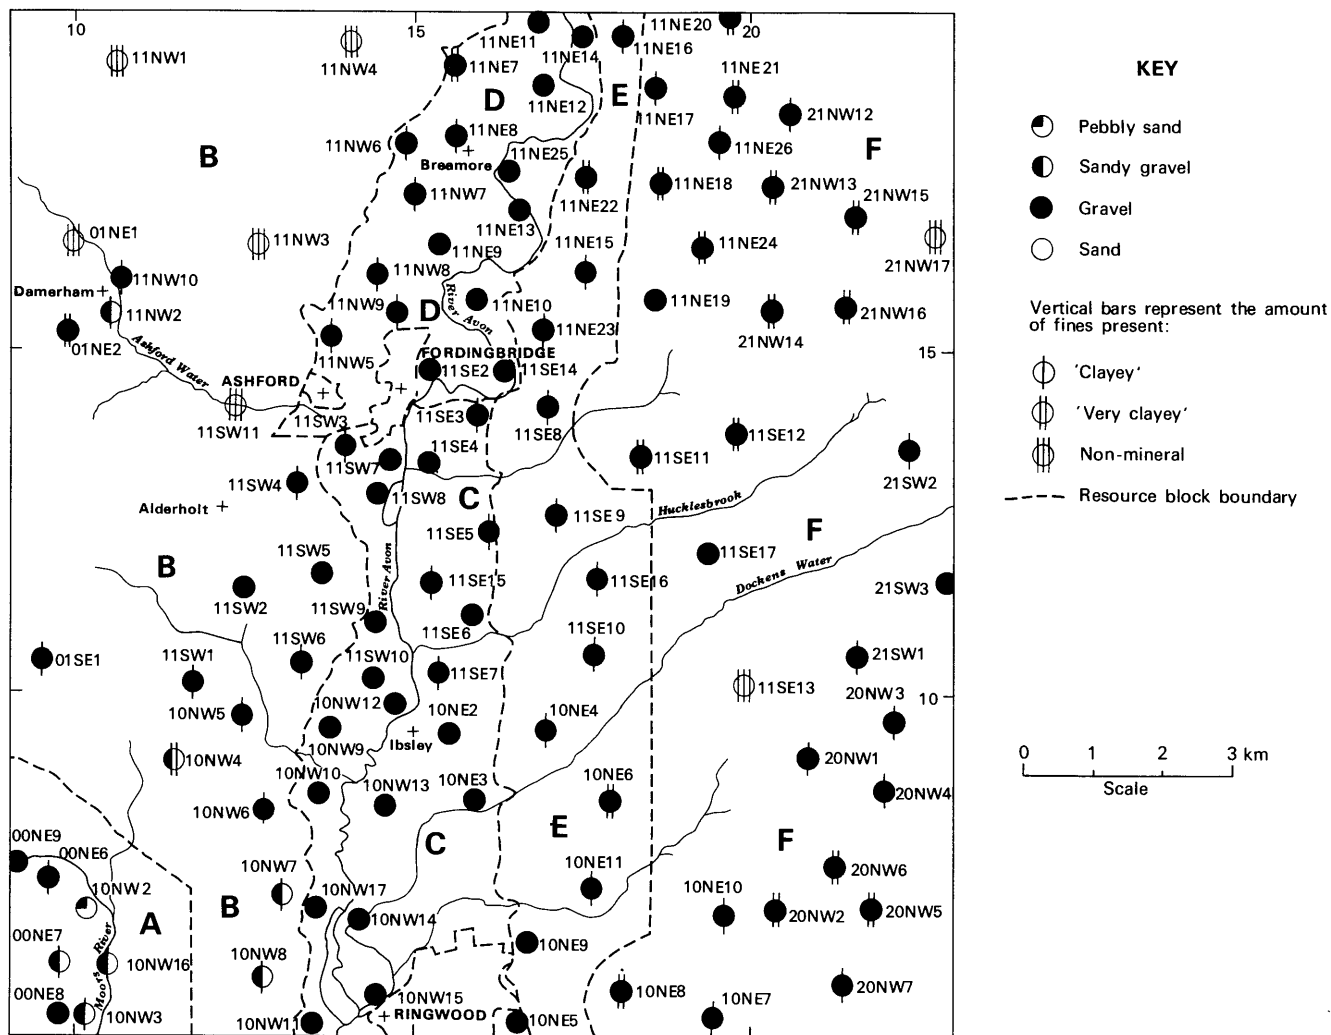 10
15
20
11NW1
11NW4
11NE11
11NE14
11NE16
11NE20
11NE7
11NE12
11NE17
11NE21
21NW12
D
E
B
F
11NW6
11NE8
Breamore
11NE25
11NE26
11NW7
11NE13
11NE22
11NE18
21NW13
21NW15
01NE1
11NW3
11NE9
11NE15
11NE24
21NW17
11NW10
Damerham
11NW8
11NW2
11NW9
D
River Avon
11NE10
11NE19
21NW16
01NE2
11NE23
21NW14
Ashford Water
11NW5
FORDINGBRIDGE
15
ASHFORD
11SE2
11SE14
11SW11
11SW3
11SE3
11SE8
11SE12
11SW7
11SE4
11SE11
21SW2
11SW4
11SW8
C
Hucklesbrook
Alderholt
11SE5
11SE 9
F
11SE17
B
11SW5
River Avon
Dockens Water
11SW2
11SW9
11SE15
11SE16
21SW3
11SE6
11SE10
01SE1
11SW1
11SW6
11SW10
11SE7
21SW1
11SE13
10
10NW5
10NW12
10NE2
10NE4
20NW3
10NW9
Ibsley
10NW4
20NW1
10NW10
10NW13
10NE3
10NE6
20NW4
10NW6
C
E
F
00NE9
00NE6
10NW7
10NE11
20NW6
10NW2
10NW17
10NE10
A
B
10NW14
20NW2
20NW5
00NE7
Moors River
10NW16
10NW8
10NE9
00NE8
10NW15
10NE8
20NW7
10NW3
10NW11
RINGWOOD
10NE5
10NE7
KEY
Pebbly sand
Sandy gravel
Gravel
Sand
Vertical bars represent the amount
of fines present:
'Clayey'
'Very clayey'
Non-mineral
Resource block boundary
0 1 2 3 km
Scale